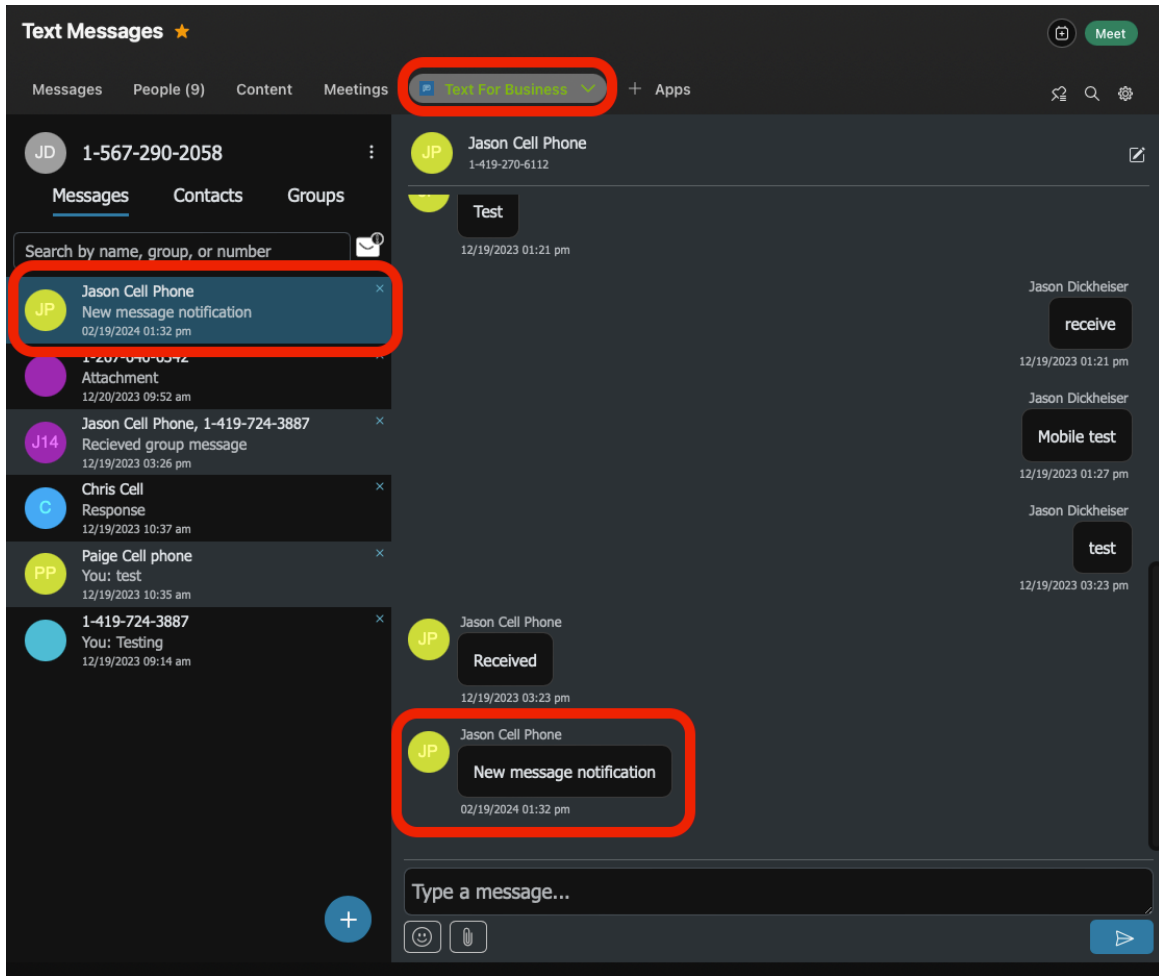 Text Messages
Meet
Messages People (9) Content Meetings Text For Business + Apps
JD 1-567-290-2058
Messages Contacts Groups
Search by name, group, or number
JP Jason Cell Phone
New message notification
02/19/2024 01:32 pm
Attachment
12/20/2023 09:52 am
J14 Jason Cell Phone, 1-419-724-3887
Recieved group message
12/19/2023 03:26 pm
C Chris Cell
Response
12/19/2023 10:37 am
PP Paige Cell phone
You: test
12/19/2023 10:35 am
1-419-724-3887
You: Testing
12/19/2023 09:14 am
JP Jason Cell Phone
1-419-270-6112
Test
12/19/2023 01:21 pm
Jason Dickheiser
receive
12/19/2023 01:21 pm
Jason Dickheiser
Mobile test
12/19/2023 01:27 pm
Jason Dickheiser
test
12/19/2023 03:23 pm
Jason Cell Phone
JP
Received
12/19/2023 03:23 pm
Jason Cell Phone
JP
New message notification
02/19/2024 01:32 pm
Type a message...